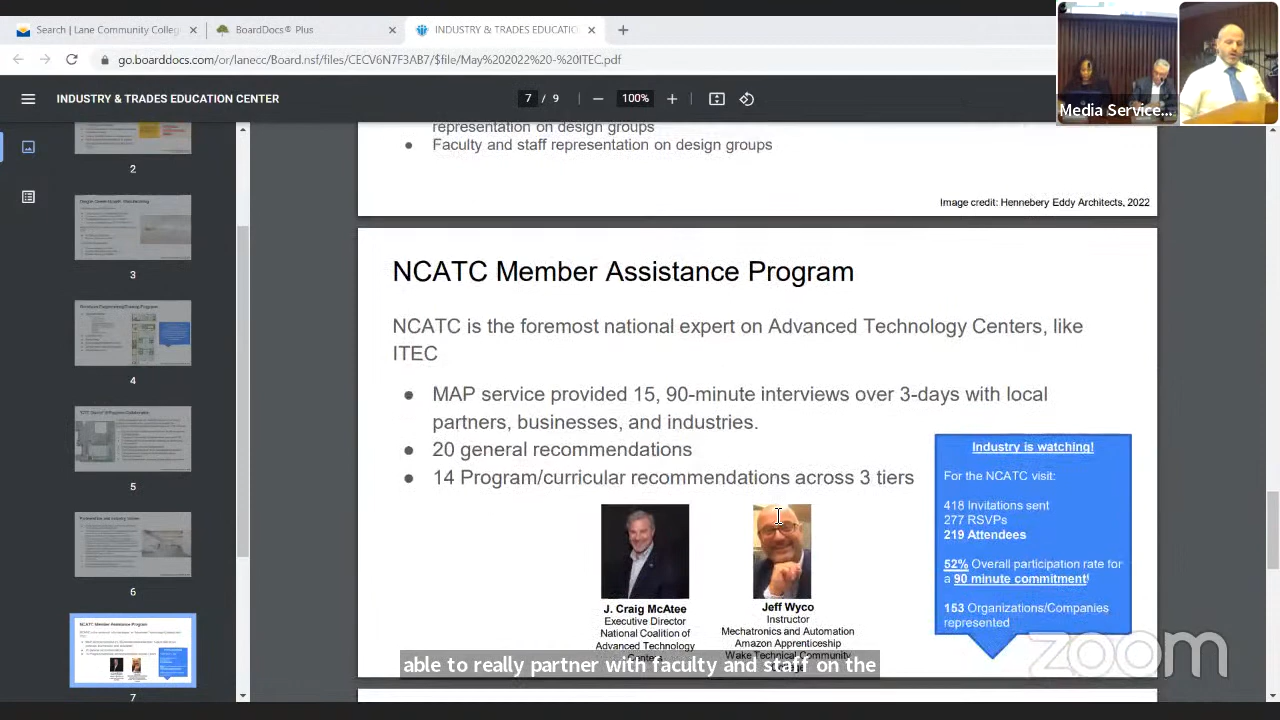 Search | Lane Community Colleg
BoardDocs® Plus
INDUSTRY & TRADES EDUCATIO
go.boarddocs.com/or/lanecc/Board.nsf/files/CECV6N7F3AB7/$file/May%202022%20-%20ITEC.pdf
Media Service...
INDUSTRY & TRADES EDUCATION CENTER
7 / 9
100%
2
3
4
5
6
NCATC Member Assistance Program
7
representation on design groups
• Faculty and staff representation on design groups
Image credit: Hennebery Eddy Architects, 2022
NCATC Member Assistance Program
NCATC is the foremost national expert on Advanced Technology Centers, like
ITEC
• MAP service provided 15, 90-minute interviews over 3-days with local
partners, businesses, and industries.
• 20 general recommendations
• 14 Program/curricular recommendations across 3 tiers
Industry is watching!
For the NCATC visit:
418 Invitations sent
277 RSVPs
219 Attendees
52% Overall participation rate for
a 90 minute commitment!
153 Organizations/Companies
represented
J. Craig McAtee
Executive Director
National Coalition of
Advanced Technology
Jeff Wyco
Instructor
Mechatronics and Automation
Amazon Apprenticeship
Wake Technical Community
able to really partner with faculty and staff on the
zoom